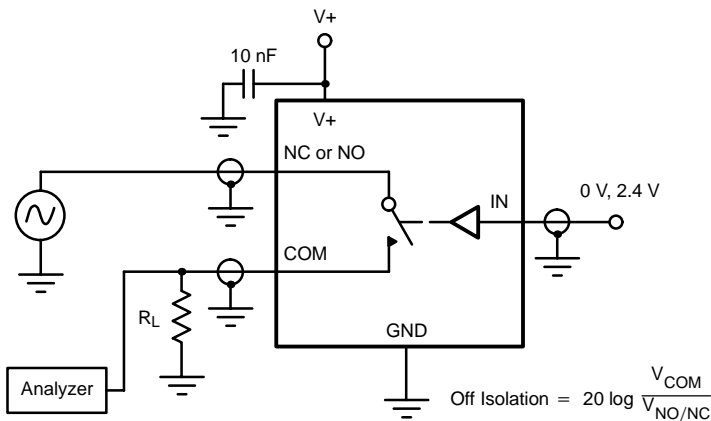 V+
10 nF
V+
NC or NO
0 V, 2.4 V
IN
COM
RL
GND
Analyzer
Off Isolation = 20 log VCOM / VNO/NC